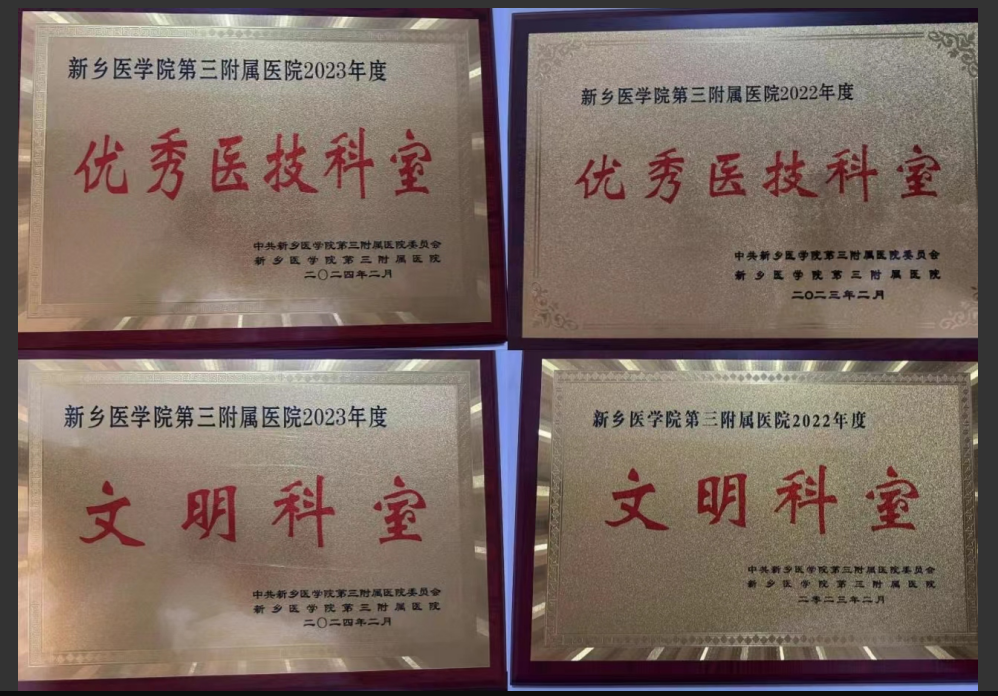 新乡医学院第三附属医院2023年度
优秀医技科室
中共新乡医学院第三附属医院委员会
新乡医学院第三附属医院
二〇二四年二月
新乡医学院第三附属医院2022年度
优秀医技科室
中共新乡医学院第三附属医院委员会
新乡医学院第三附属医院
二〇二三年二月
新乡医学院第三附属医院2023年度
文明科室
中共新乡医学院第三附属医院委员会
新乡医学院第三附属医院
二〇二四年二月
新乡医学院第三附属医院2022年度
文明科室
中共新乡医学院第三附属医院委员会
新乡医学院第三附属医院
二零二三年二月